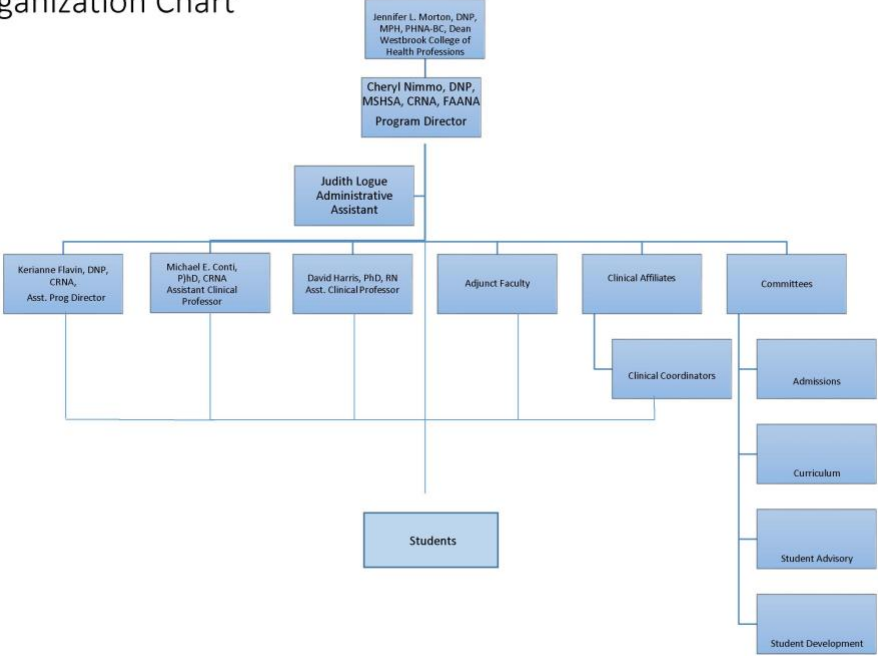 ganization Chart
Jennifer L. Morton, DNP,
MPH, PHNA-BC, Dean
Westbrook College of
Health Professions
Cheryl Nimmo, DNP,
MSHSA, CRNA, FAANA
Program Director
Judith Logue
Administrative
Assistant
Kerianne Flavin, DNP,
CRNA,
Asst. Prog Director
Michael E. Conti,
P)hD, CRNA
Assistant Clinical
Professor
David Harris, PhD, RN
Asst. Clinical Professor
Adjunct Faculty
Clinical Affiliates
Committees
Clinical Coordinators
Admissions
Curriculum
Student Advisory
Student Development
Students